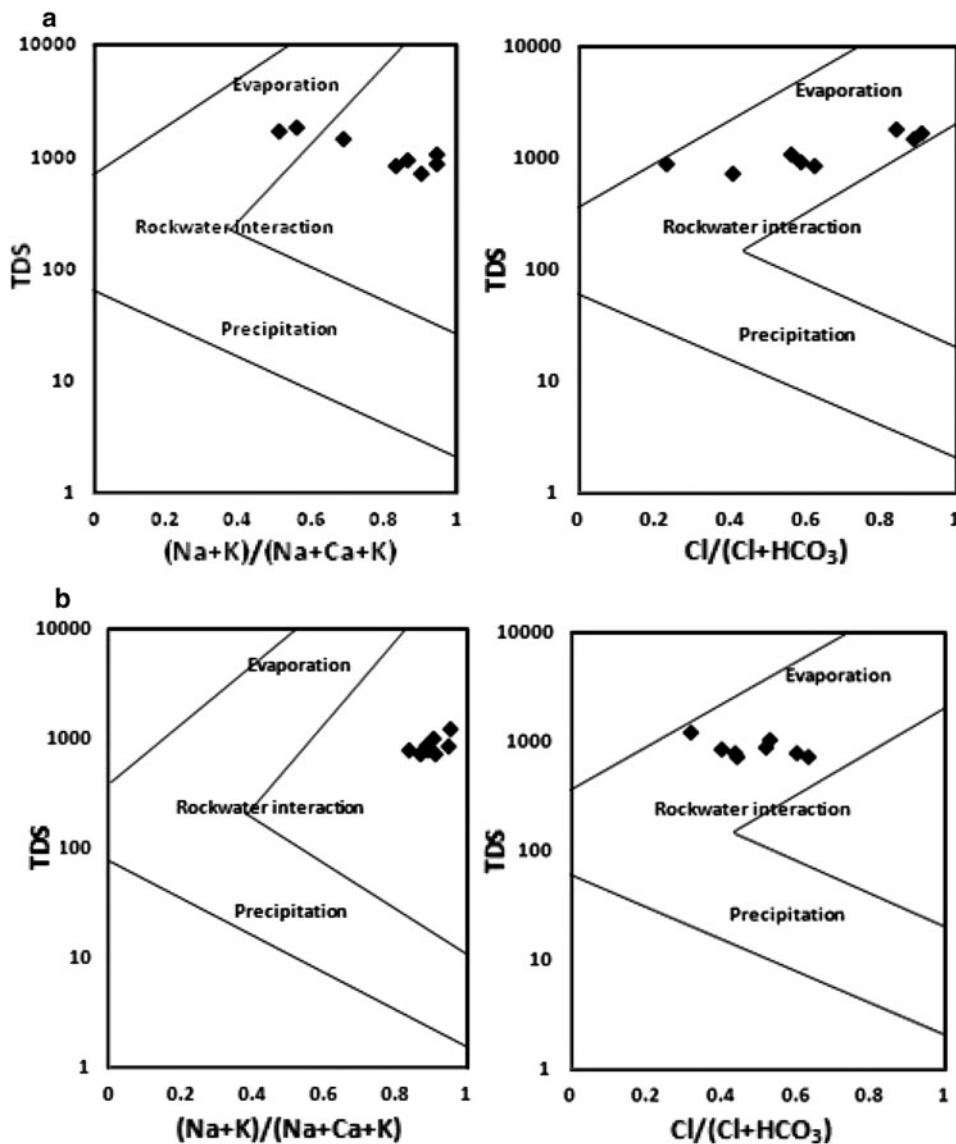 a
10000
1000
100
10
1
TDS
Evaporation
Rockwater interaction
Precipitation
0 0.2 0.4 0.6 0.8 1
(Na+K)/(Na+Ca+K)
10000
1000
100
10
1
TDS
Evaporation
Rockwater interaction
Precipitation
0 0.2 0.4 0.6 0.8 1
Cl/(Cl+HCO₃)
b
10000
1000
100
10
1
TDS
Evaporation
Rockwater interaction
Precipitation
0 0.2 0.4 0.6 0.8 1
(Na+K)/(Na+Ca+K)
10000
1000
100
10
1
TDS
Evaporation
Rockwater interaction
Precipitation
0 0.2 0.4 0.6 0.8 1
Cl/(Cl+HCO₃)